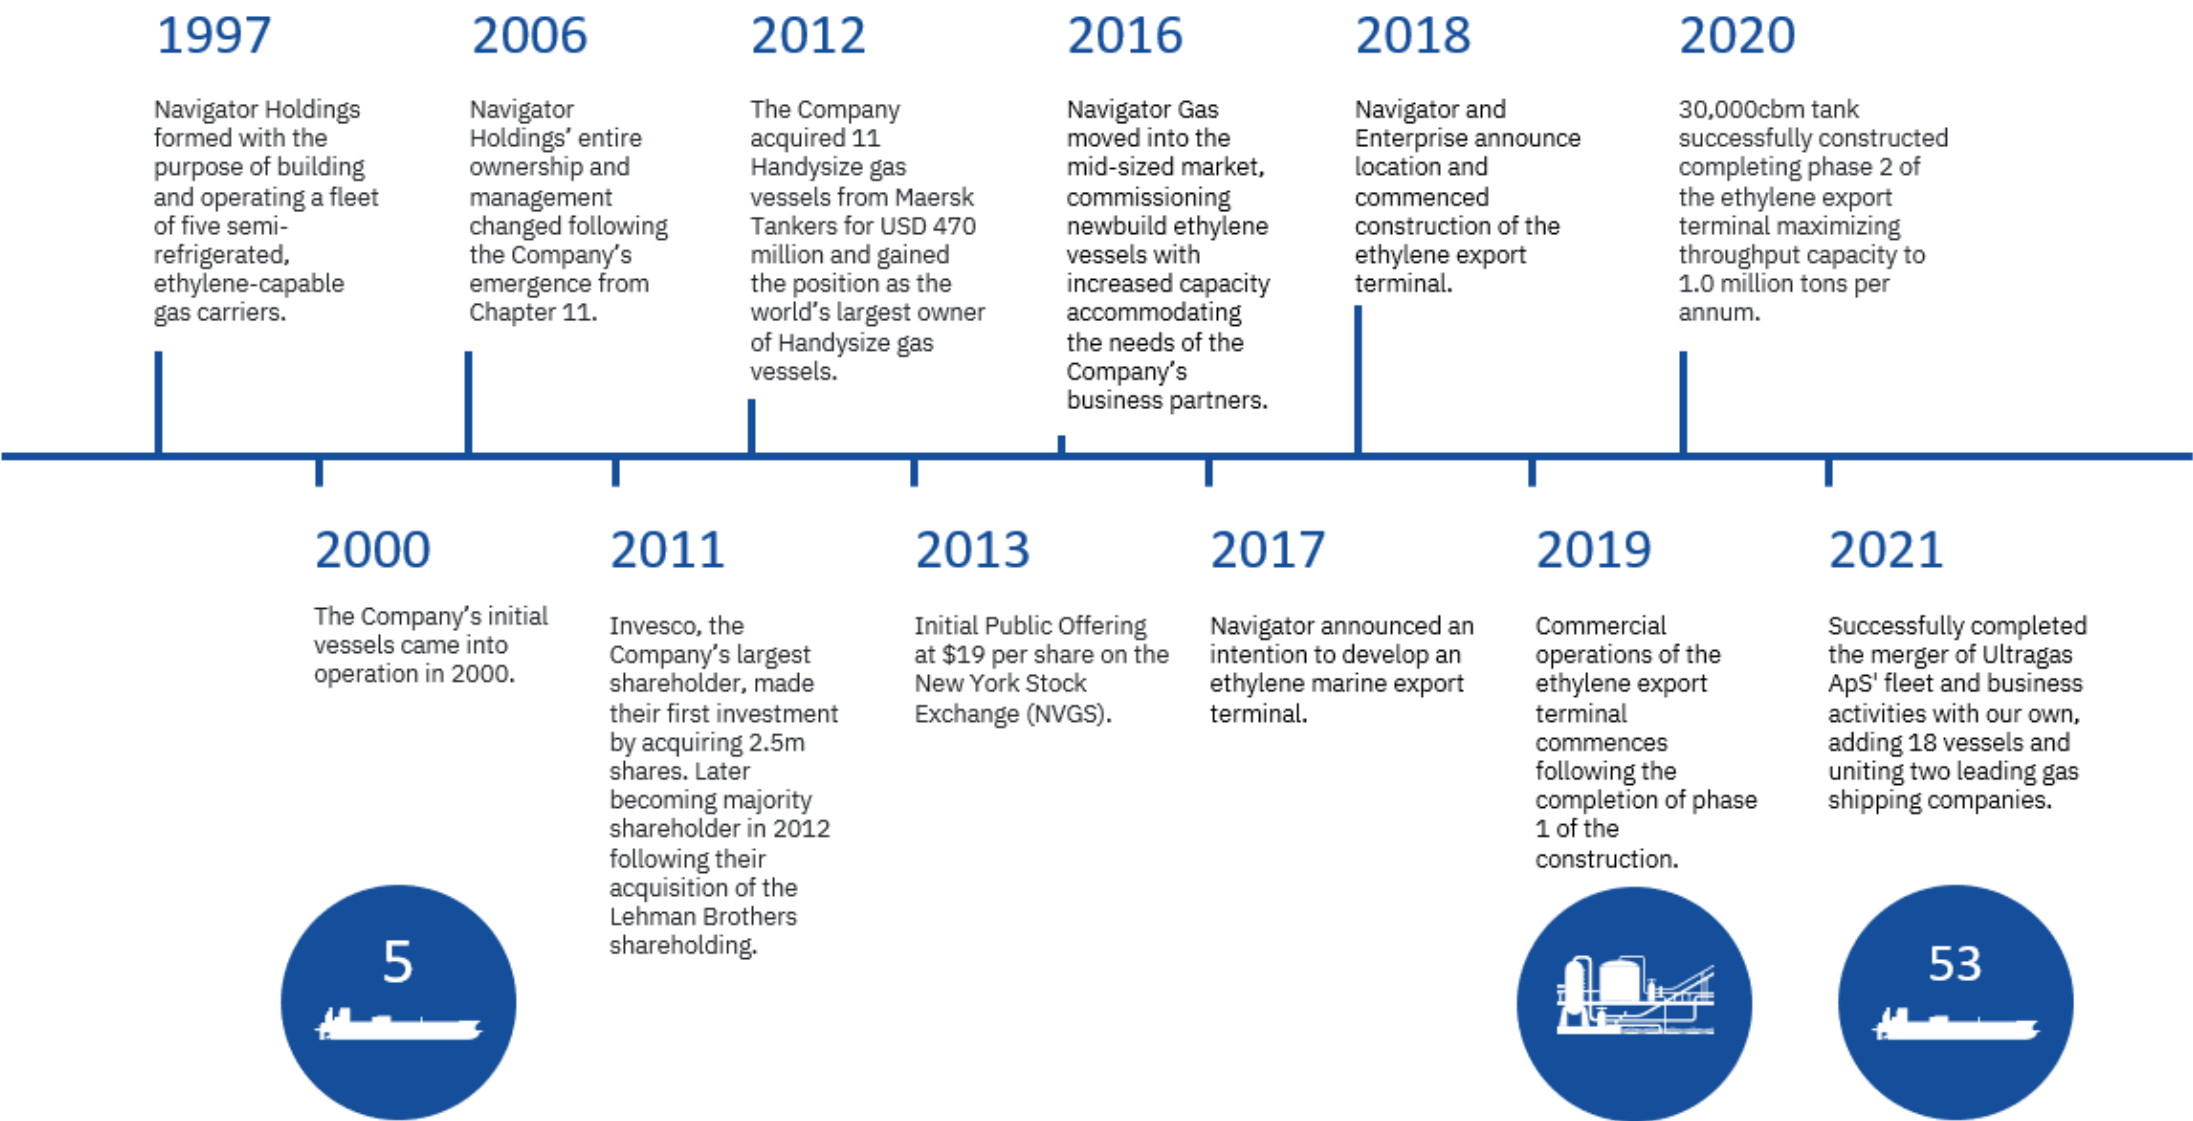 1997
Navigator Holdings
formed with the
purpose of building
and operating a fleet
of five semi-
refrigerated,
ethylene-capable
gas carriers.
2006
Navigator
Holdings’ entire
ownership and
management
changed following
the Company’s
emergence from
Chapter 11.
2012
The Company
acquired 11
Handysize gas
vessels from Maersk
Tankers for USD 470
million and gained
the position as the
world’s largest owner
of Handysize gas
vessels.
2016
Navigator Gas
moved into the
mid-sized market,
commissioning
newbuild ethylene
vessels with
increased capacity
accommodating
the needs of the
Company’s
business partners.
2018
Navigator and
Enterprise announce
location and
commenced
construction of the
ethylene export
terminal.
2020
30,000cbm tank
successfully constructed
completing phase 2 of
the ethylene export
terminal maximizing
throughput capacity to
1.0 million tons per
annum.
2000
The Company’s initial
vessels came into
operation in 2000.
5
2011
Invesco, the
Company’s largest
shareholder, made
their first investment
by acquiring 2.5m
shares. Later
becoming majority
shareholder in 2012
following their
acquisition of the
Lehman Brothers
shareholding.
2013
Initial Public Offering
at $19 per share on the
New York Stock
Exchange (NVGS).
2017
Navigator announced an
intention to develop an
ethylene marine export
terminal.
2019
Commercial
operations of the
ethylene export
terminal
commences
following the
completion of phase
1 of the
construction.
2021
Successfully completed
the merger of Ultragas
ApS' fleet and business
activities with our own,
adding 18 vessels and
uniting two leading gas
shipping companies.
53